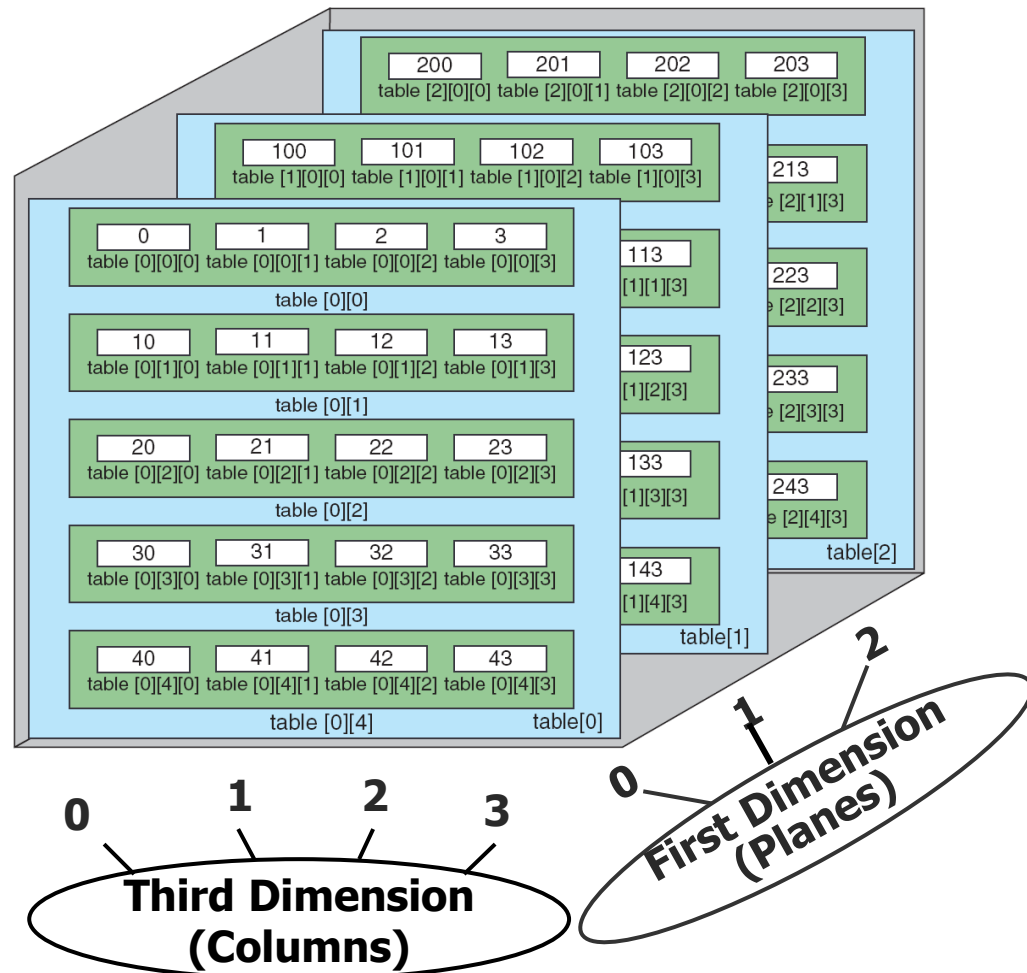 200 201 202 203
table [2][0][0] table [2][0][1] table [2][0][2] table [2][0][3]
100 101 102 103
table [1][0][0] table [1][0][1] table [1][0][2] table [1][0][3]
213
[2][1][3]
0 1 2 3
table [0][0][0] table [0][0][1] table [0][0][2] table [0][0][3]
table [0][0]
113
[1][1][3]
223
[2][2][3]
10 11 12 13
table [0][1][0] table [0][1][1] table [0][1][2] table [0][1][3]
table [0][1]
123
[1][2][3]
233
[2][3][3]
20 21 22 23
table [0][2][0] table [0][2][1] table [0][2][2] table [0][2][3]
table [0][2]
133
[1][3][3]
243
[2][4][3]
table[2]
30 31 32 33
table [0][3][0] table [0][3][1] table [0][3][2] table [0][3][3]
table [0][3]
143
[1][4][3]
table[1]
40 41 42 43
table [0][4][0] table [0][4][1] table [0][4][2] table [0][4][3]
table [0][4]
table[0]
0 1 2 3
Third Dimension
(Columns)
0 1 2
First Dimension
(Planes)